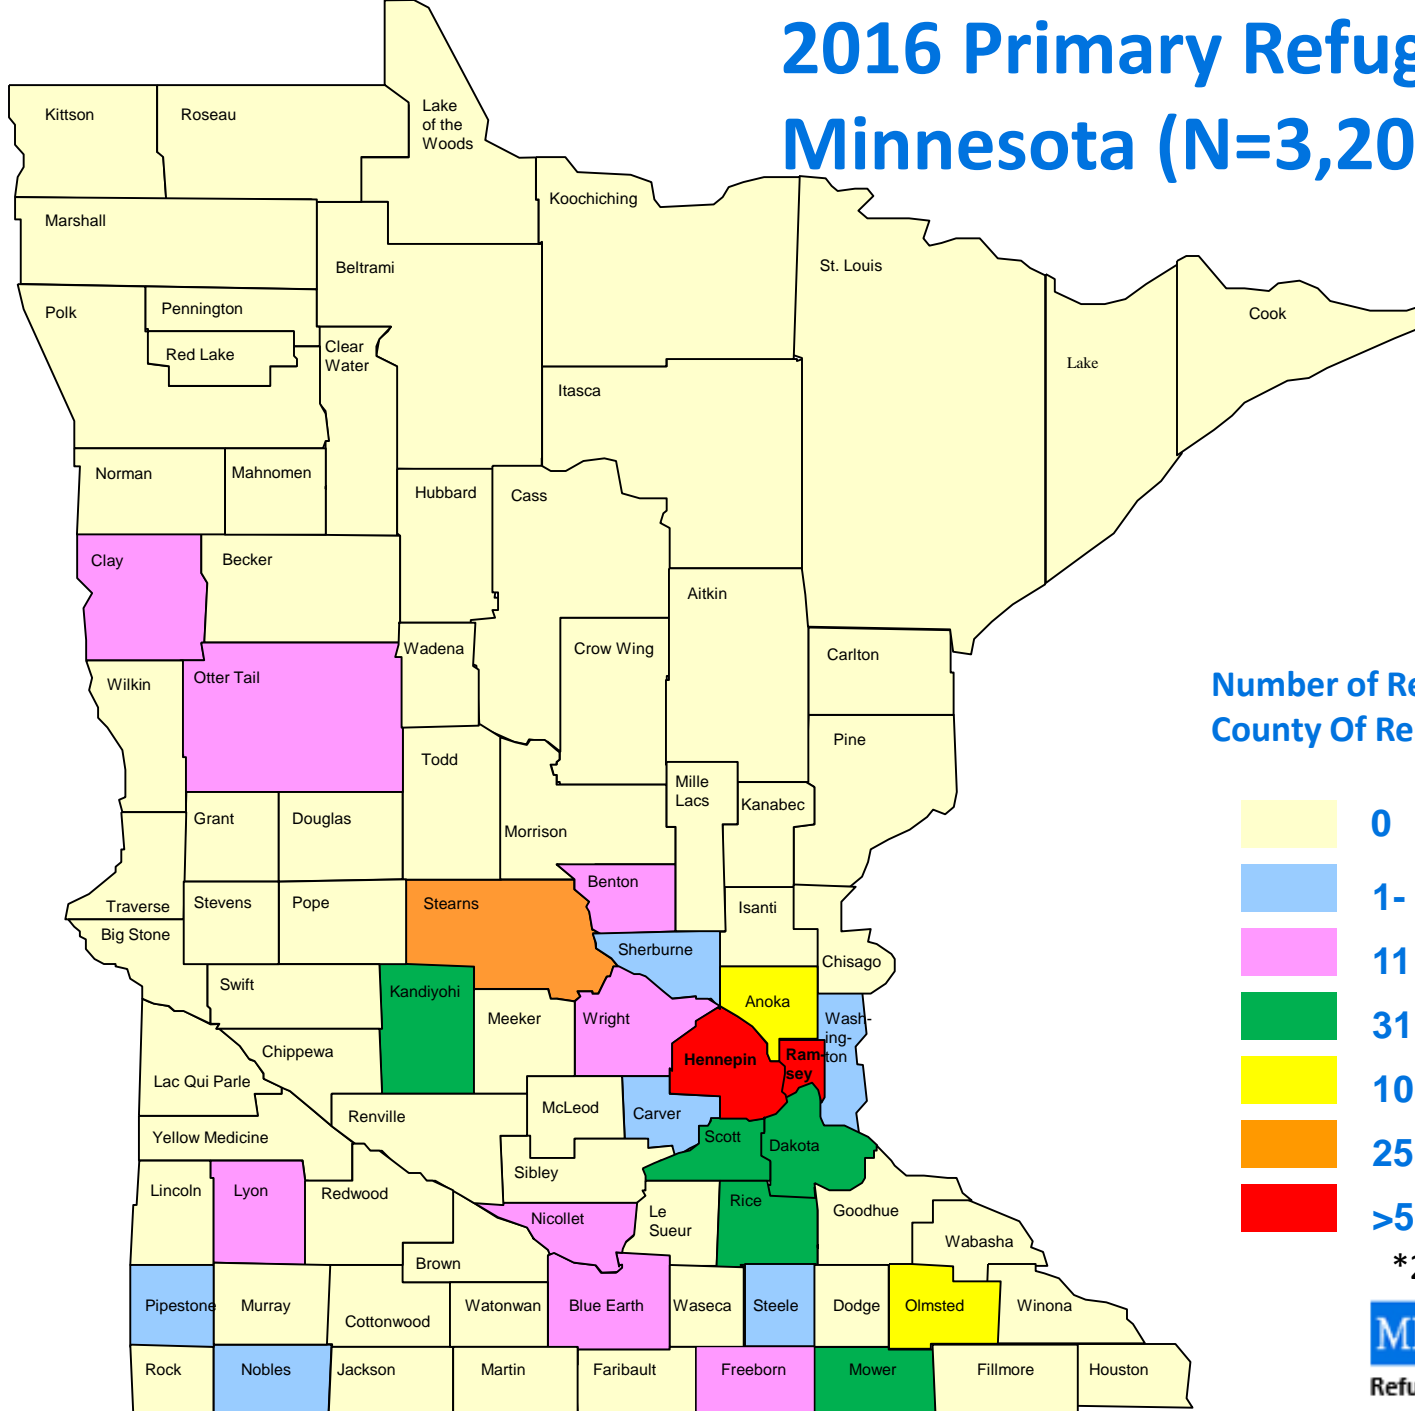 2016 Primary Refug
Minnesota (N=3,20
Kittson
Roseau
Lake
of the
Woods
Koochiching
Marshall
Beltrami
St. Louis
Polk
Pennington
Cook
Red Lake
Clear
Water
Lake
Itasca
Norman
Mahnomen
Hubbard
Cass
Clay
Becker
Aitkin
Wadena
Crow Wing
Carlton
Otter Tail
Wilkin
Number of Re
County Of Re
Pine
Todd
Mille
Lacs
Kanabec
Grant
Douglas
Morrison
0
Benton
1-
Traverse
Stevens
Pope
Stearns
Isanti
Big Stone
Sherburne
Chisago
11
Swift
Kandiyohi
Anoka
Meeker
Wright
Wash-
ing-
ton
31
Chippewa
Hennepin
Ram-
sey
Lac Qui Parle
10
Renville
McLeod
Carver
Yellow Medicine
Scott
Dakota
25
Sibley
Lincoln
Lyon
Redwood
Rice
Nicollet
Le
Sueur
Goodhue
>5
Wabasha
Brown
*2
Pipestone
Murray
Cottonwood
Watonwan
Blue Earth
Waseca
Steele
Dodge
Olmsted
Winona
Rock
Nobles
Jackson
Martin
Faribault
Freeborn
Mower
Fillmore
Houston
Refu